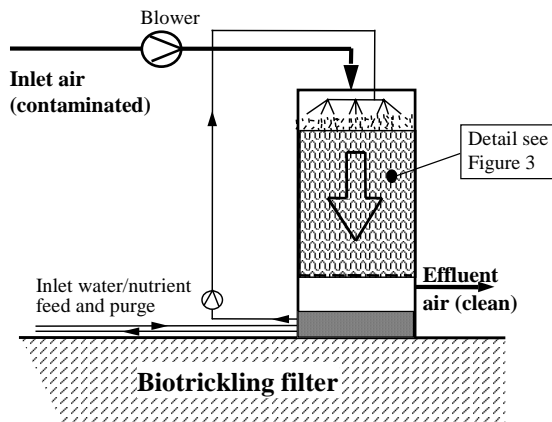 Blower
Inlet air
(contaminated)
Detail see
Figure 3
Effluent
air (clean)
Inlet water/nutrient
feed and purge
Biotrickling filter